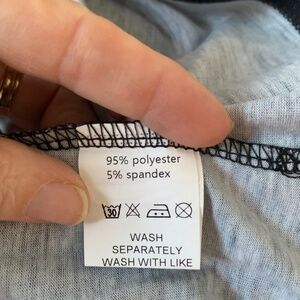 95% polyester
5% spandex
30
WASH
SEPARATELY
WASH WITH LIKE